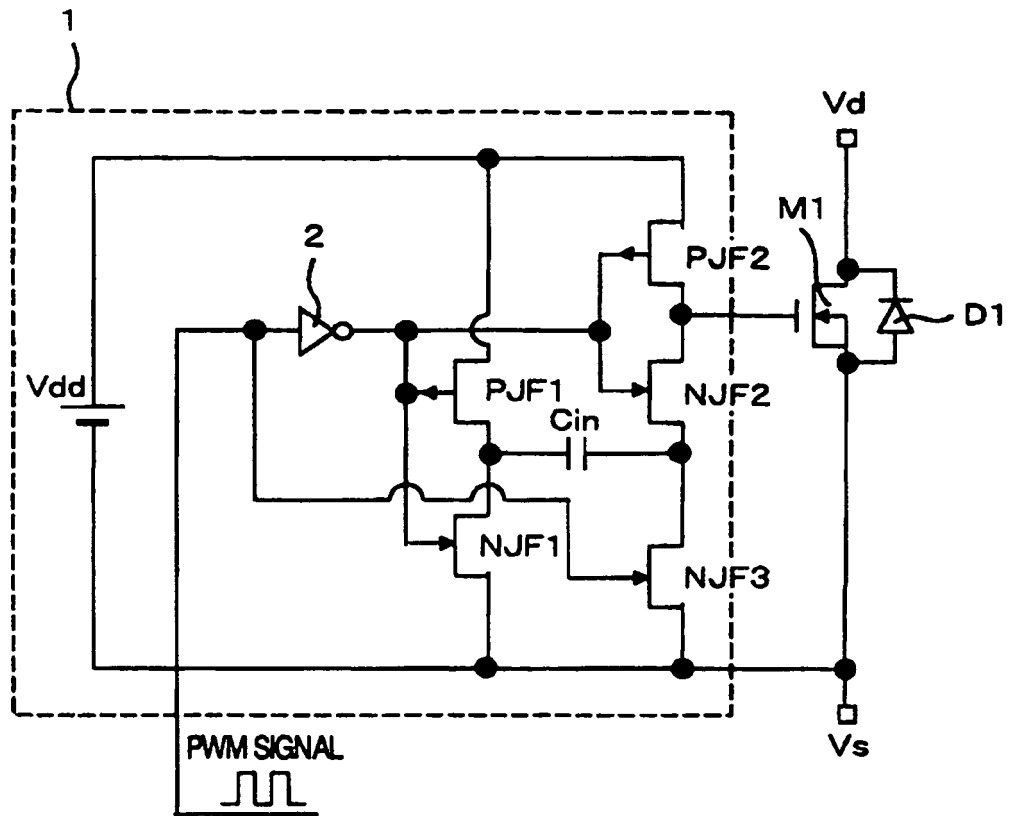 1
Vd
M1
2
PJF2
D1
Vdd
PJF1
NJF2
Cin
NJF1
NJF3
PWM SIGNAL
Vs